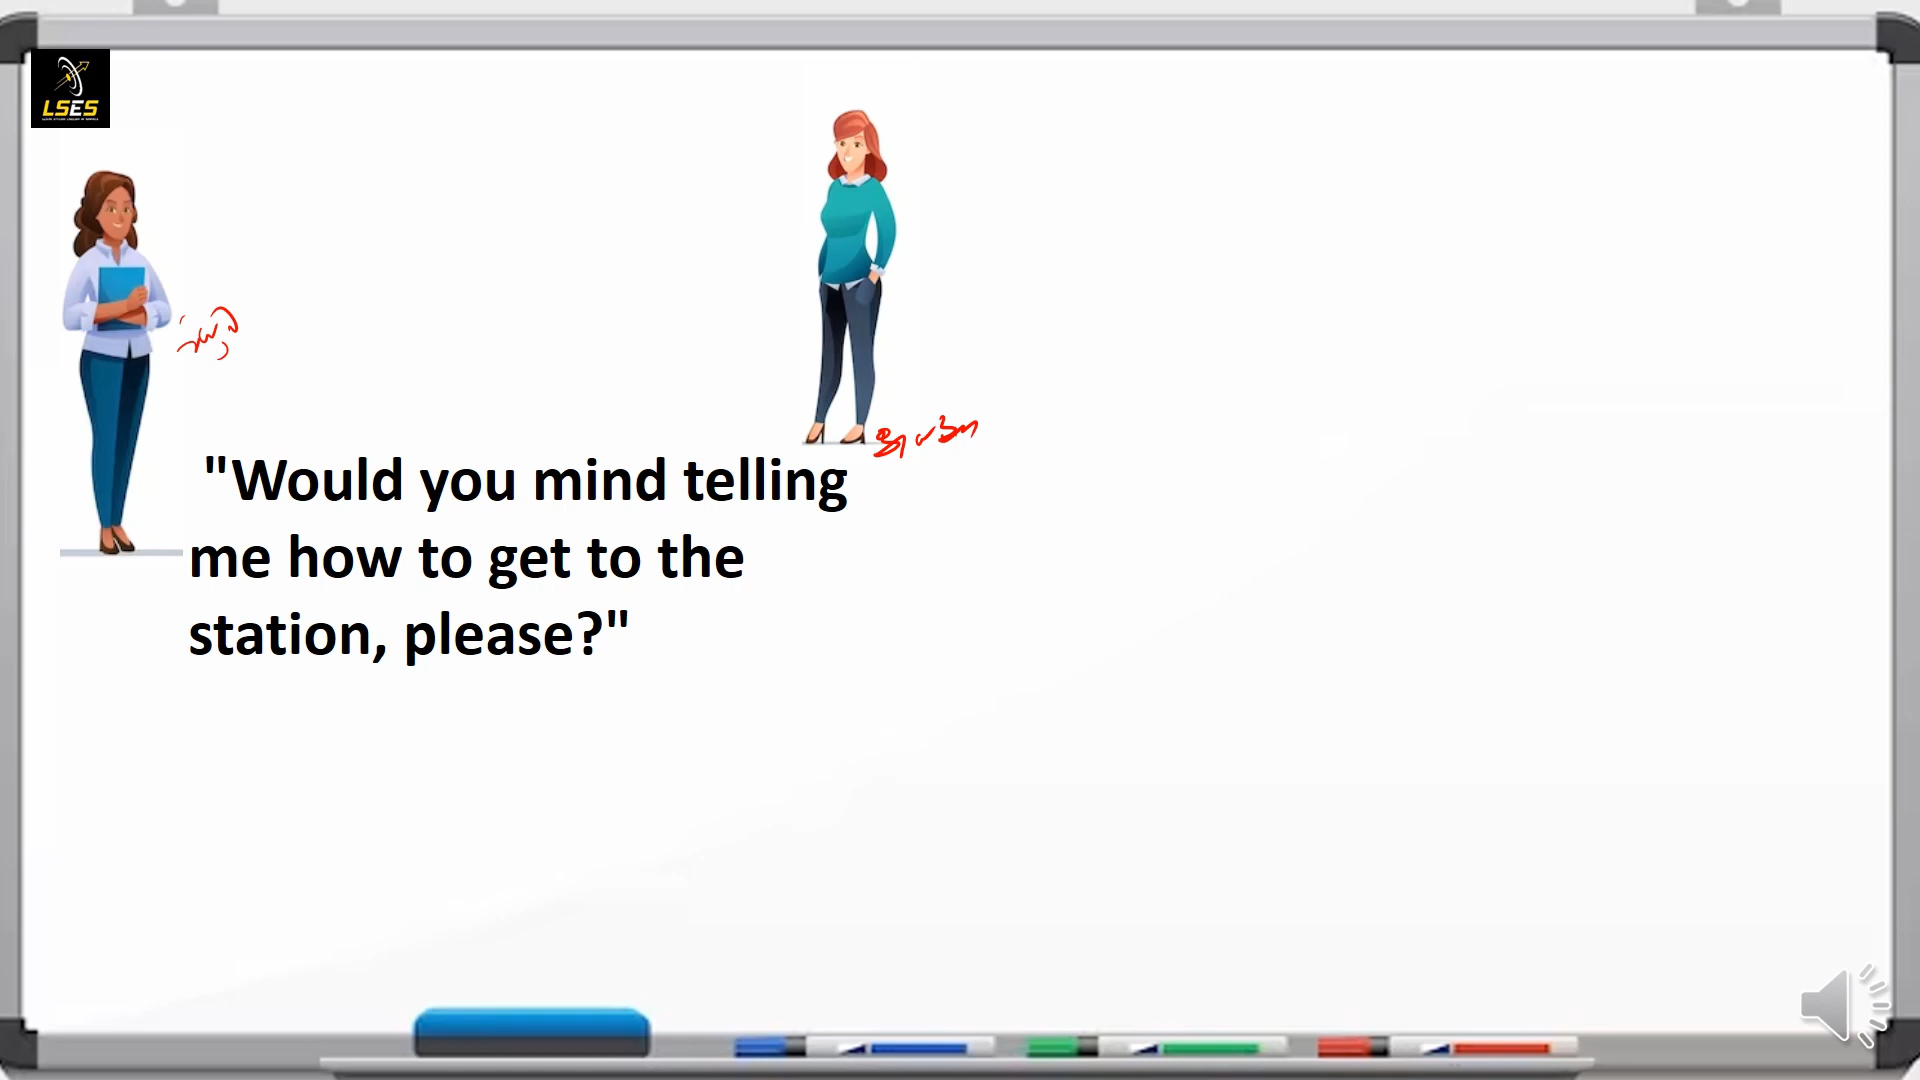 LSES
"Would you mind telling
me how to get to the
station, please?"